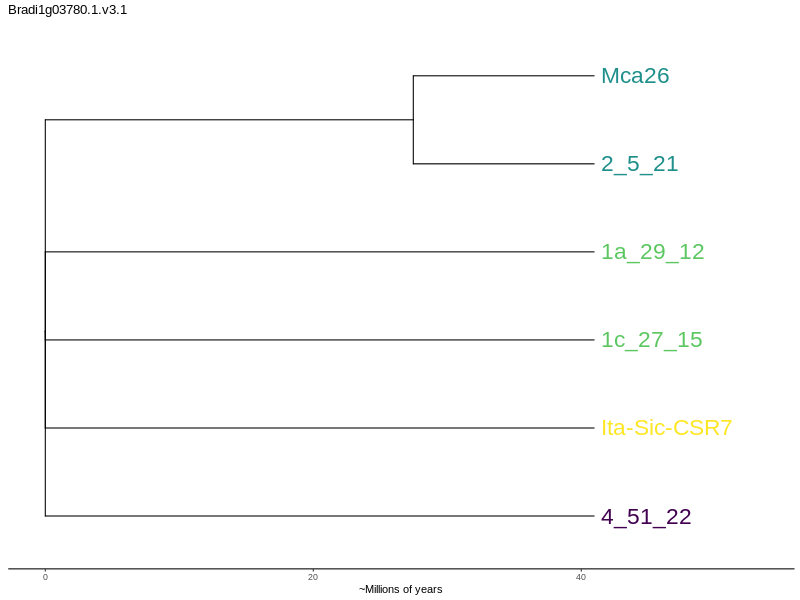 Bradi1g03780.1.v3.1
Mca26
2_5_21
1a_29_12
1c_27_15
Ita-Sic-CSR7
4_51_22
0 20 40
~Millions of years